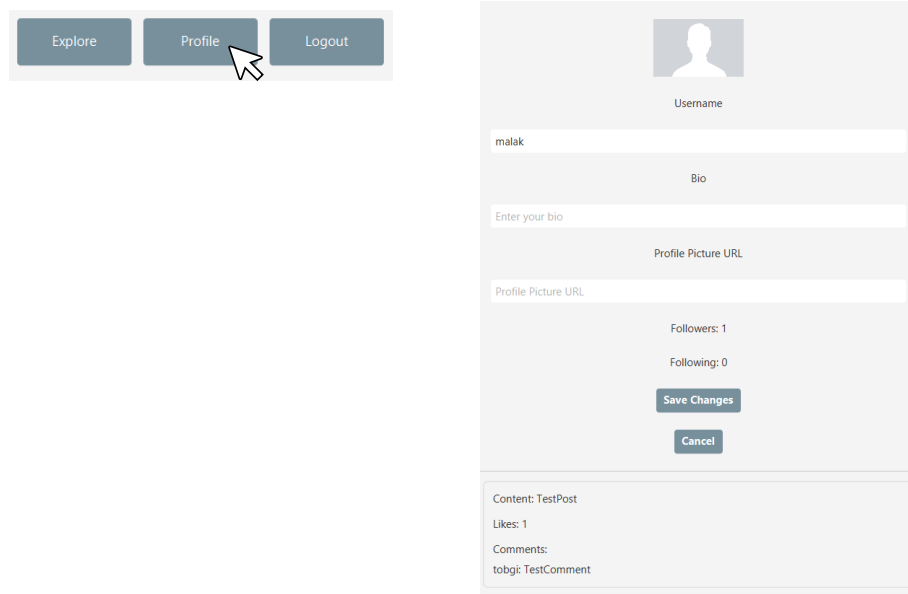 Explore Profile Logout
Username
malak
Bio
Enter your bio
Profile Picture URL
Profile Picture URL
Followers: 1
Following: 0
Save Changes
Cancel
Content: TestPost
Likes: 1
Comments:
tobgi: TestComment